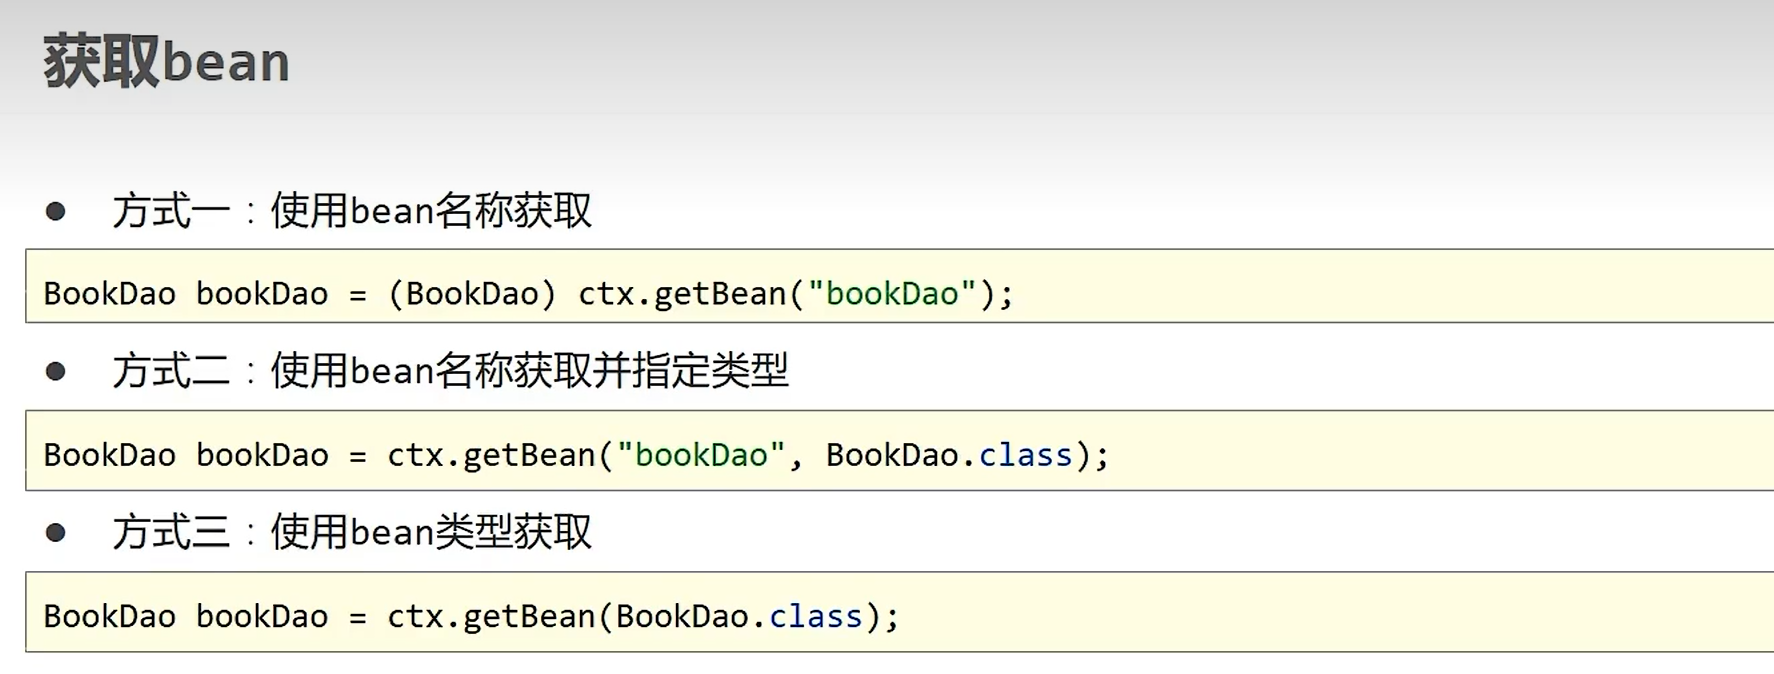 获取bean
● 方式一：使用bean名称获取
BookDao bookDao = (BookDao) ctx.getBean("bookDao");
● 方式二：使用bean名称获取并指定类型
BookDao bookDao = ctx.getBean("bookDao", BookDao.class);
● 方式三：使用bean类型获取
BookDao bookDao = ctx.getBean(BookDao.class);